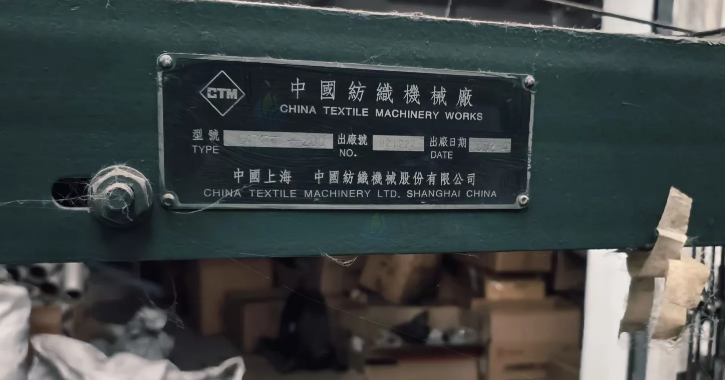 CTM
中國紡織機械廠
CHINA TEXTILE MACHINERY WORKS
型號 出廠號 出廠日期
TYPE NO. DATE
中國上海 中國紡織機械股份有限公司
CHINA TEXTILE MACHINERY LTD. SHANGHAI CHINA